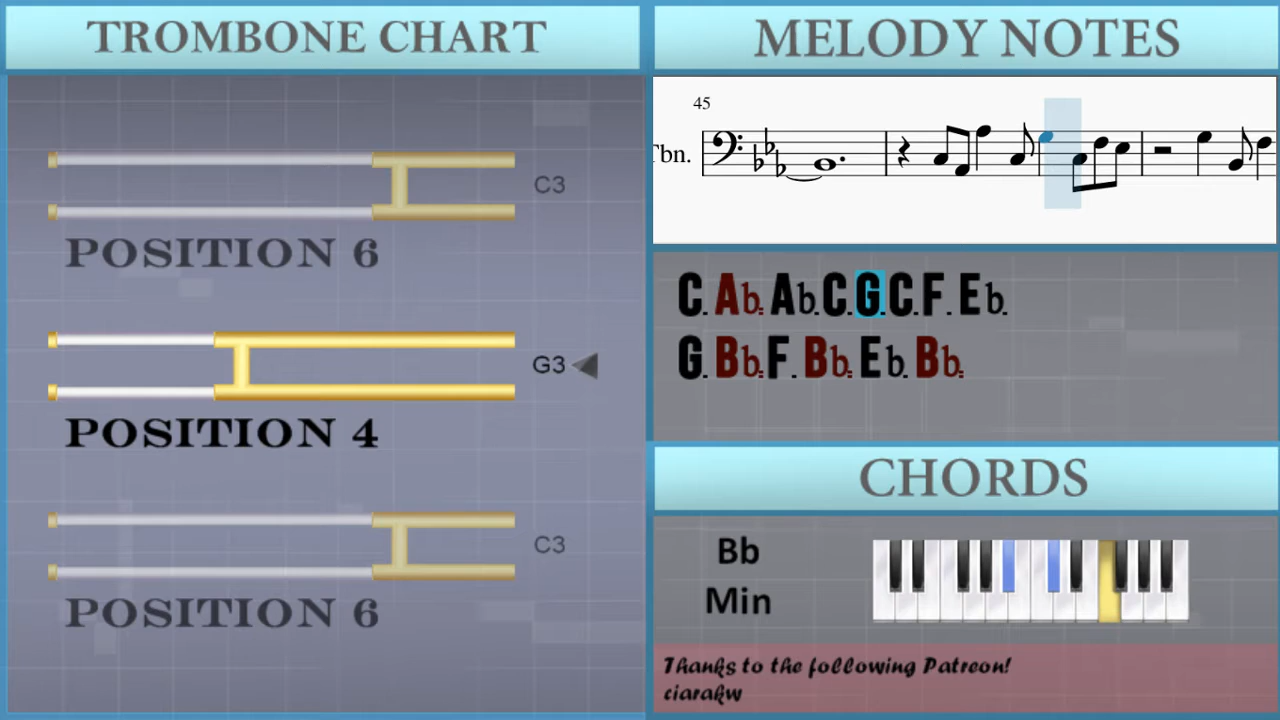 TROMBONE CHART
C3
POSITION 6
G3
POSITION 4
C3
POSITION 6
MELODY NOTES
45
Tbn.
C. Ab. Ab. C. G. C. F. Eb.
G. Bb. F. Bb. Eb. Bb.
CHORDS
Bb
Min
Thanks to the following Patreon!
ciarakw